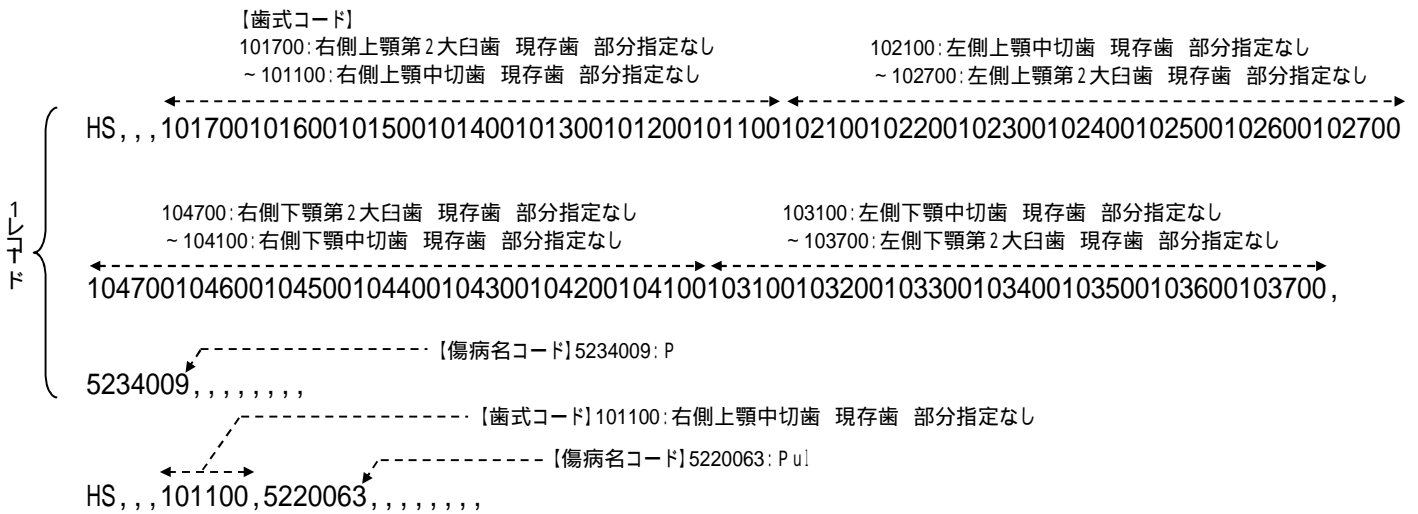 【歯式コード】
101700:右側上顎第2大臼歯 現存歯 部分指定なし
~101100:右側上顎中切歯 現存歯 部分指定なし
102100:左側上顎中切歯 現存歯 部分指定なし
~102700:左側上顎第2大臼歯 現存歯 部分指定なし
HS,,,101700101600101500101400101300101200101100102100102200102300102400102500102600102700
1レコード
104700:右側下顎第2大臼歯 現存歯 部分指定なし
~104100:右側下顎中切歯 現存歯 部分指定なし
103100:左側下顎中切歯 現存歯 部分指定なし
~103700:左側下顎第2大臼歯 現存歯 部分指定なし
104700104600104500104400104300104200104100103100103200103300103400103500103600103700,
【傷病名コード】5234009:P
5234009,,,,,,,,
【歯式コード】101100:右側上顎中切歯 現存歯 部分指定なし
【傷病名コード】5220063:Pul
HS,,,101100,5220063,,,,,,,,